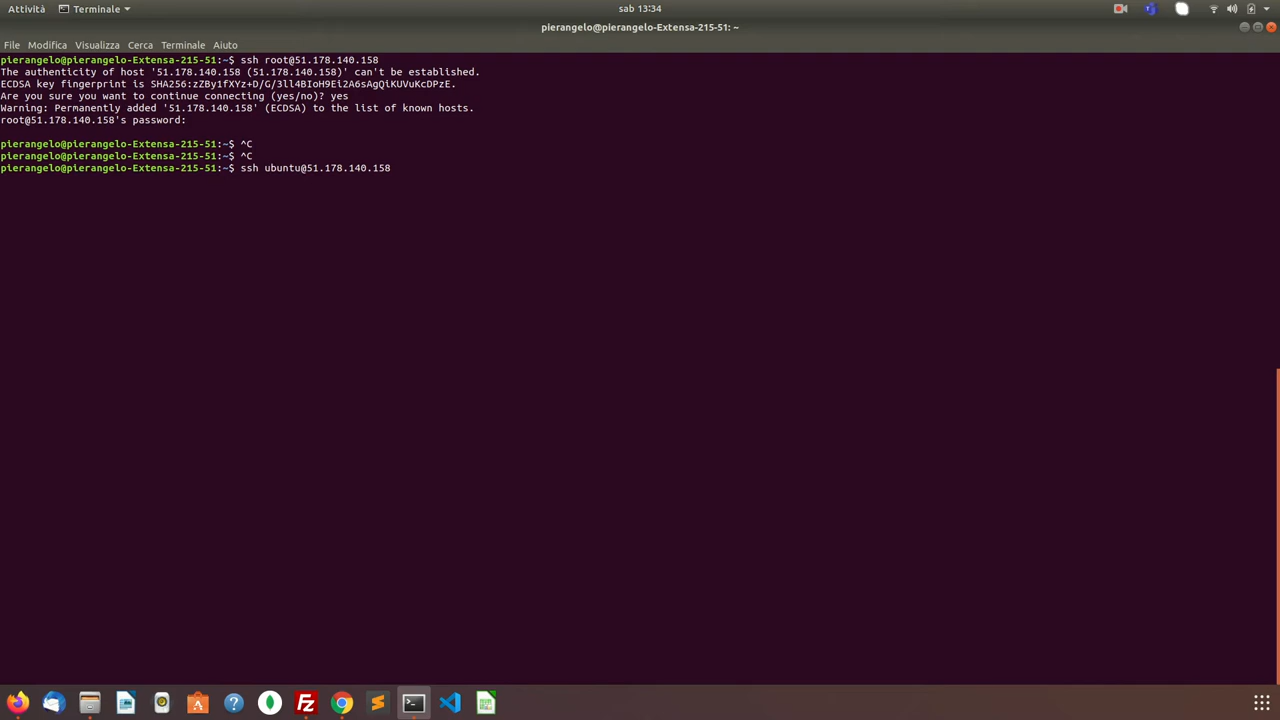 Attività
Terminale
sab 13:34
pierangelo@pierangelo-Extensa-215-51: ~
File Modifica Visualizza Cerca Terminale Aiuto
pierangelo@pierangelo-Extensa-215-51:~$ ssh root@51.178.140.158
The authenticity of host '51.178.140.158 (51.178.140.158)' can't be established.
ECDSA key fingerprint is SHA256:zZBy1fXYz+D/G/3ll4BIoH9Ei2A6sAgQiKUVuKcDPzE.
Are you sure you want to continue connecting (yes/no)? yes
Warning: Permanently added '51.178.140.158' (ECDSA) to the list of known hosts.
root@51.178.140.158's password:
pierangelo@pierangelo-Extensa-215-51:~$ ^C
pierangelo@pierangelo-Extensa-215-51:~$ ^C
pierangelo@pierangelo-Extensa-215-51:~$ ssh ubuntu@51.178.140.158